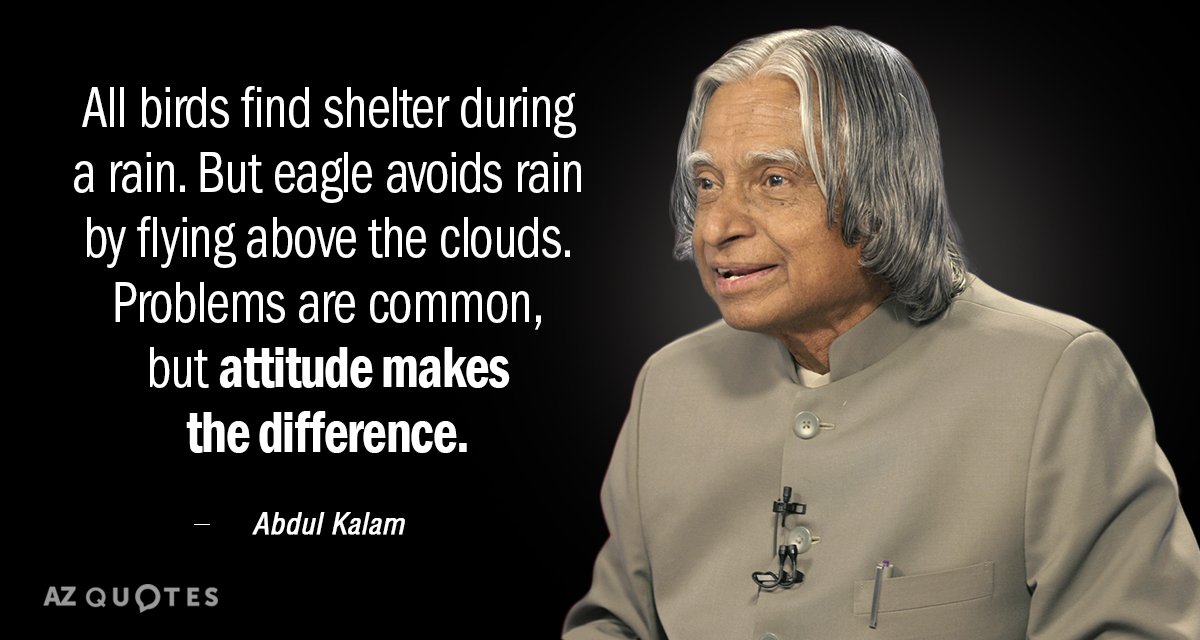 All birds find shelter during
a rain. But eagle avoids rain
by flying above the clouds.
Problems are common,
but attitude makes
the difference.
— Abdul Kalam
AZ QUOTES